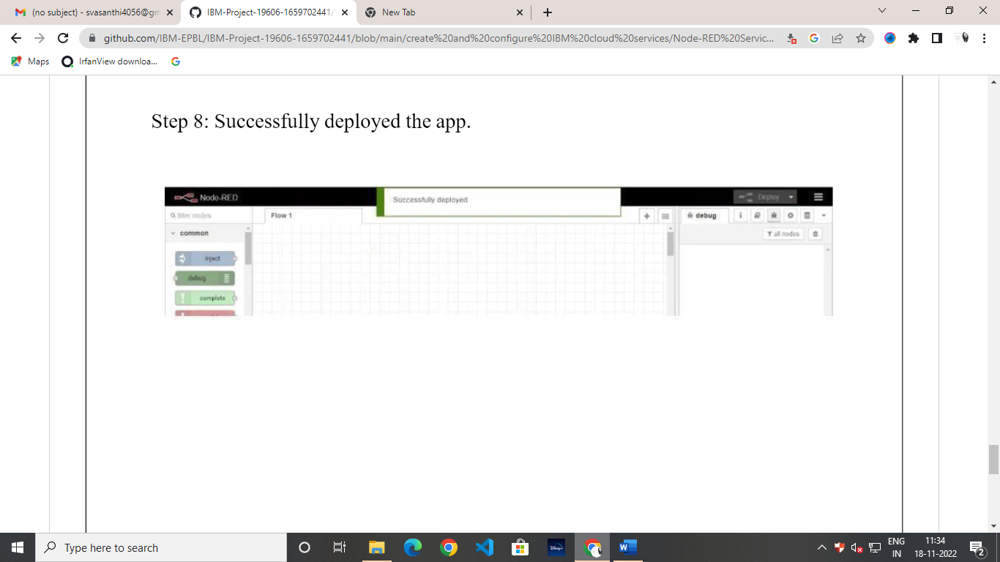 (no subject) - svasanthi4056@gm
IBM-Project-19606-1659702441/
New Tab
github.com/IBM-EPBL/IBM-Project-19606-1659702441/blob/main/create%20and%20configure%20IBM%20cloud%20services/Node-RED%20Servic...
Maps
IrfanView downloa...
Step 8: Successfully deployed the app.
Node-RED
Successfully deployed
Deploy
filter nodes
Flow 1
debug
common
all nodes
inject
debug
complete
Type here to search
Disney+
ENG
IN
11:34
18-11-2022
2